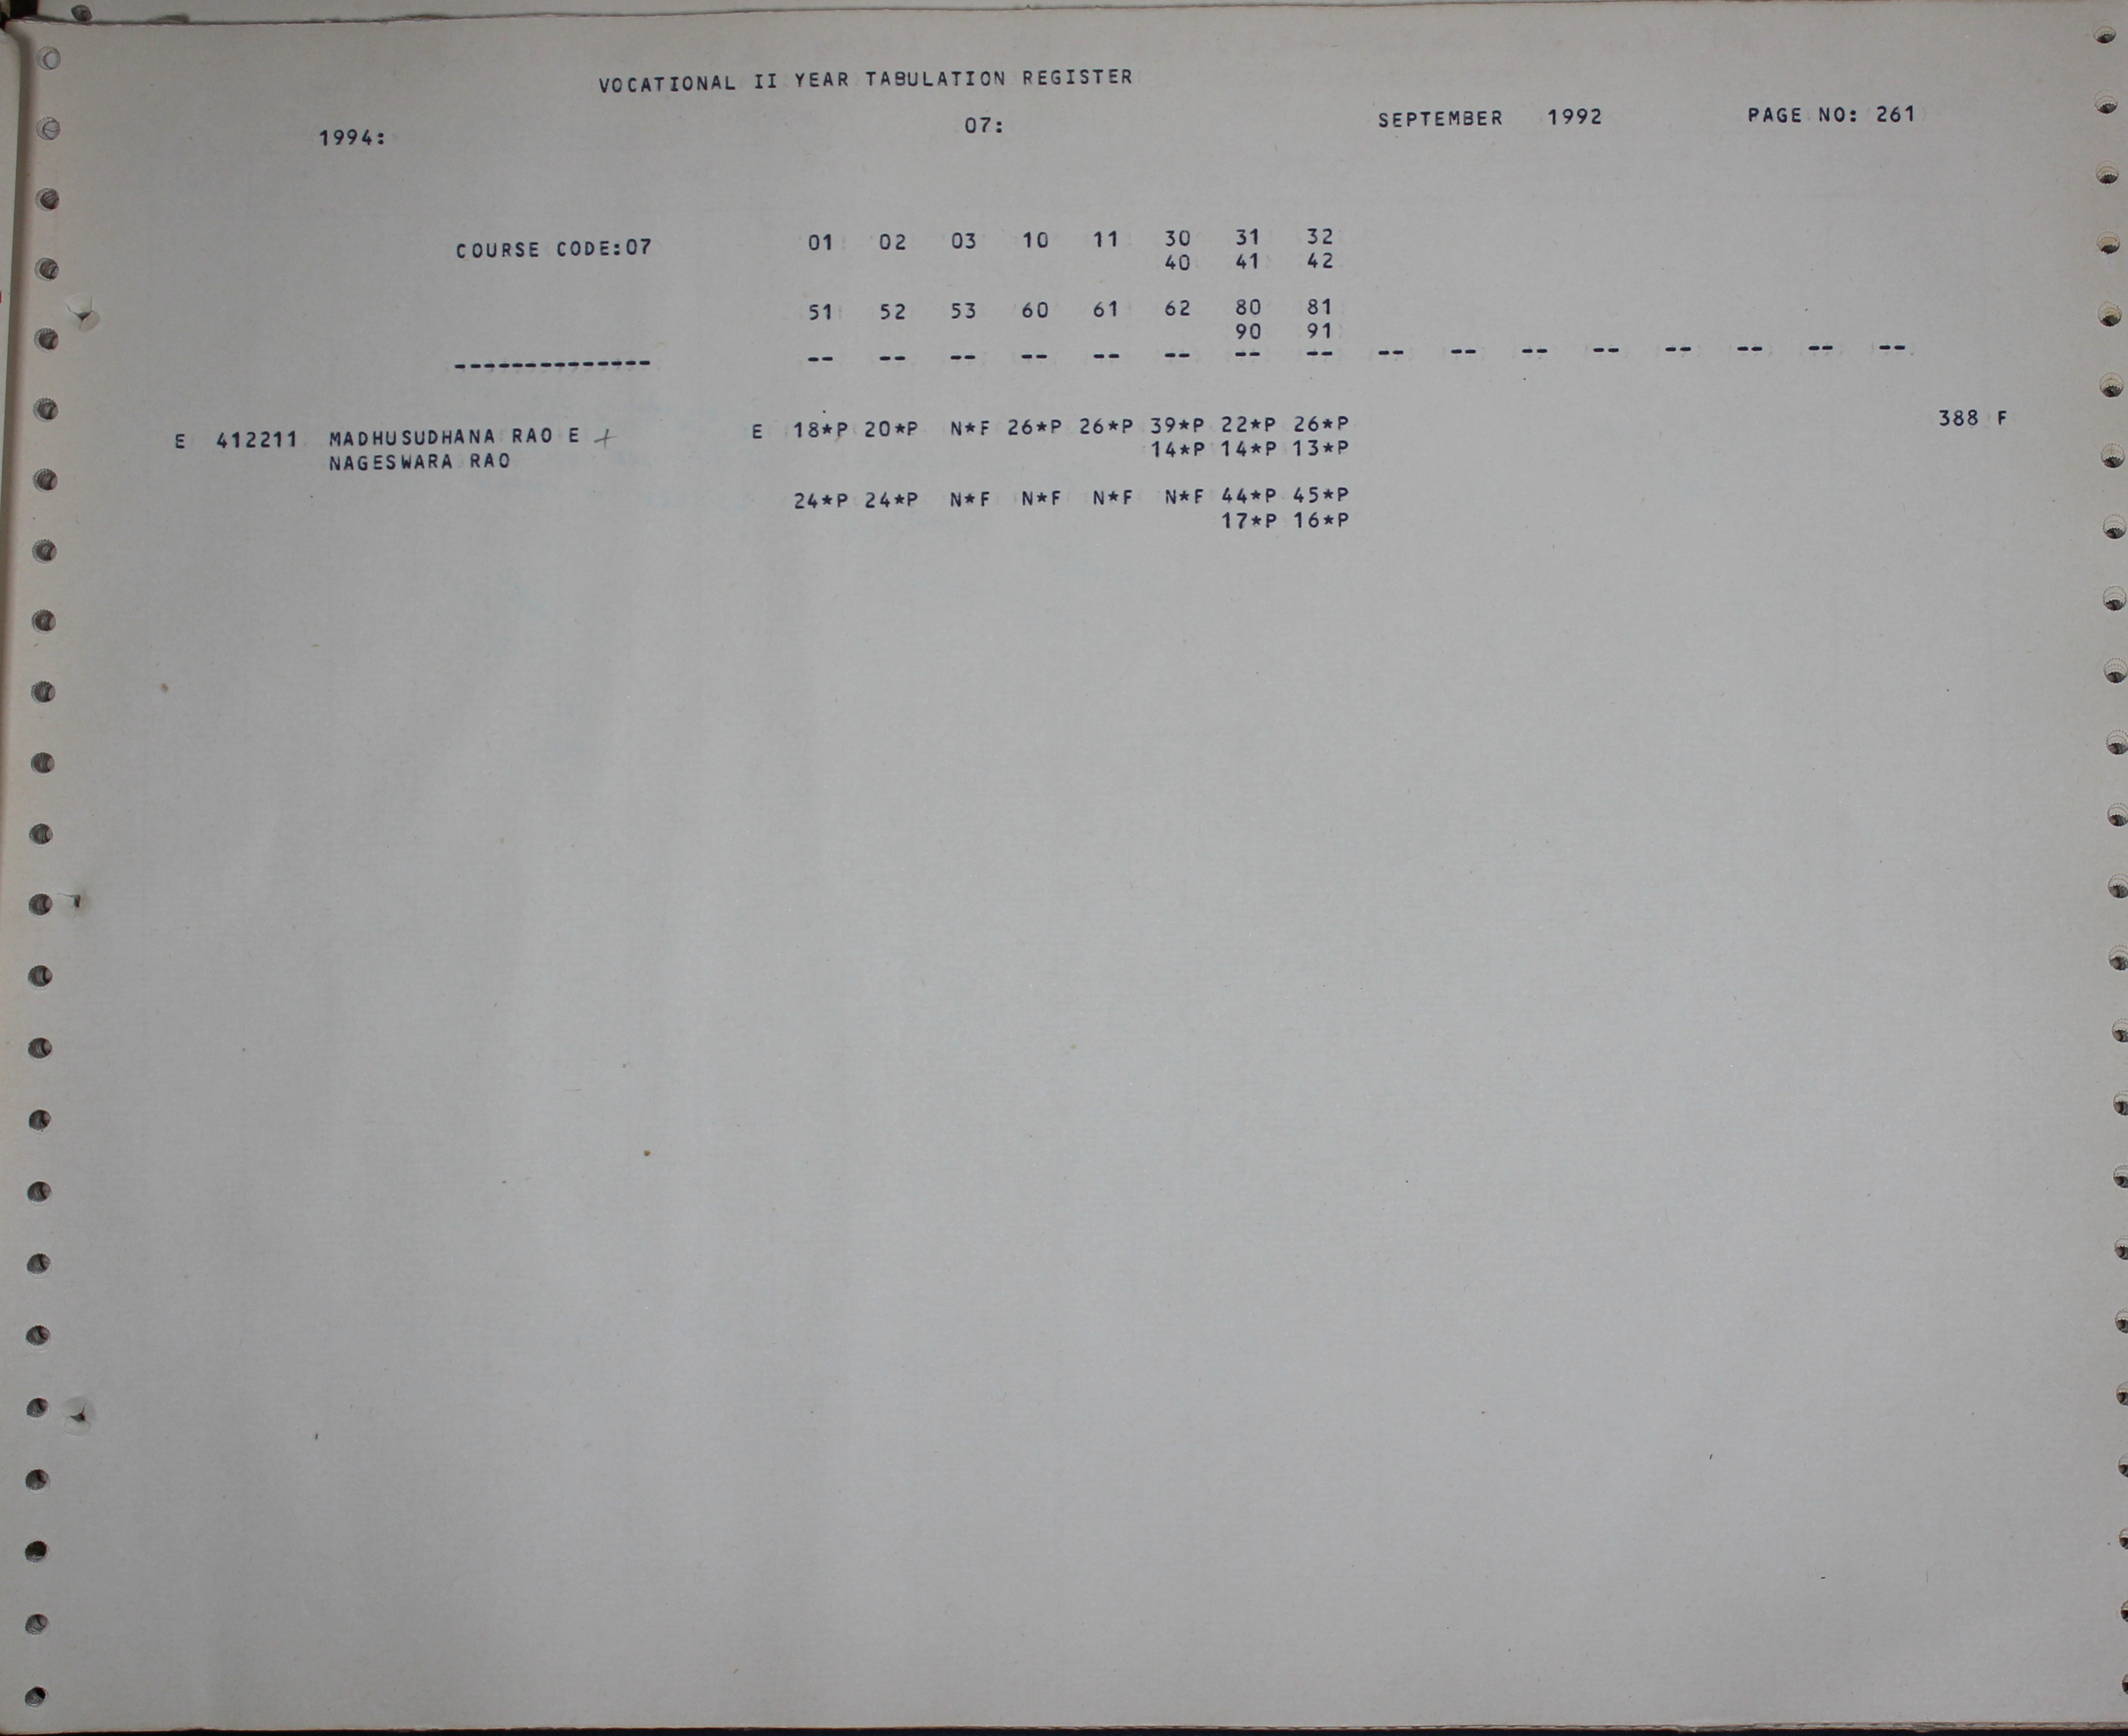 VOCATIONAL II YEAR TABULATION REGISTER
1994: 07: SEPTEMBER 1992 PAGE NO: 261
COURSE CODE:07 01 02 03 10 11 30 31 32
40 41 42
51 52 53 60 61 62 80 81
90 91
-------------- -- -- -- -- -- -- -- -- -- -- -- -- -- -- -- --
E 412211 MADHUSUDHANA RAO E + E 18*P 20*P N*F 26*P 26*P 39*P 22*P 26*P 388 F
NAGESWARA RAO 14*P 14*P 13*P
24*P 24*P N*F N*F N*F N*F 44*P 45*P
17*P 16*P